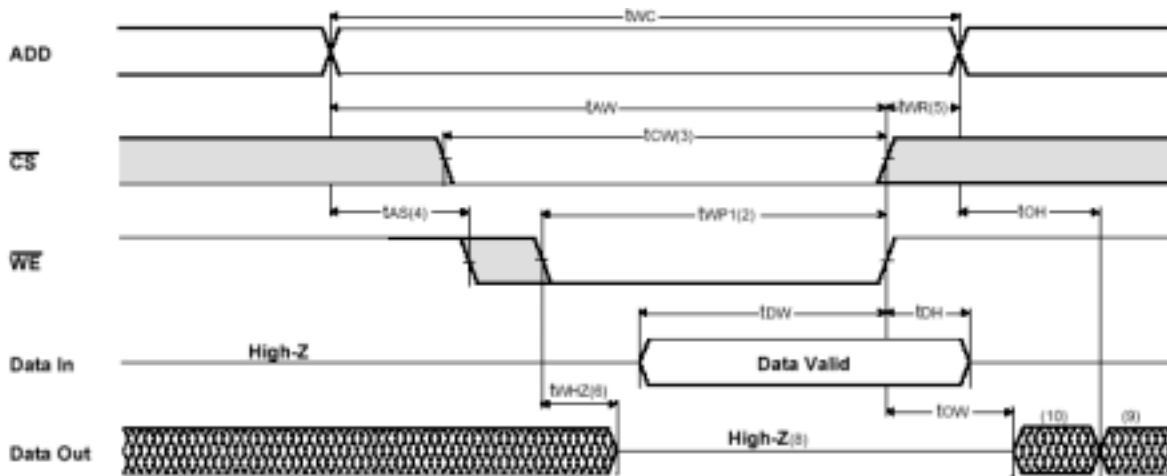 tWC
ADD
tAW
tWR(5)
tCW(3)
CS
tAS(4)
tWP1(2)
tOH
WE
tDW
tDH
Data In
High-Z
Data Valid
tWHZ(6)
tOW
(10)
(9)
Data Out
High-Z(8)